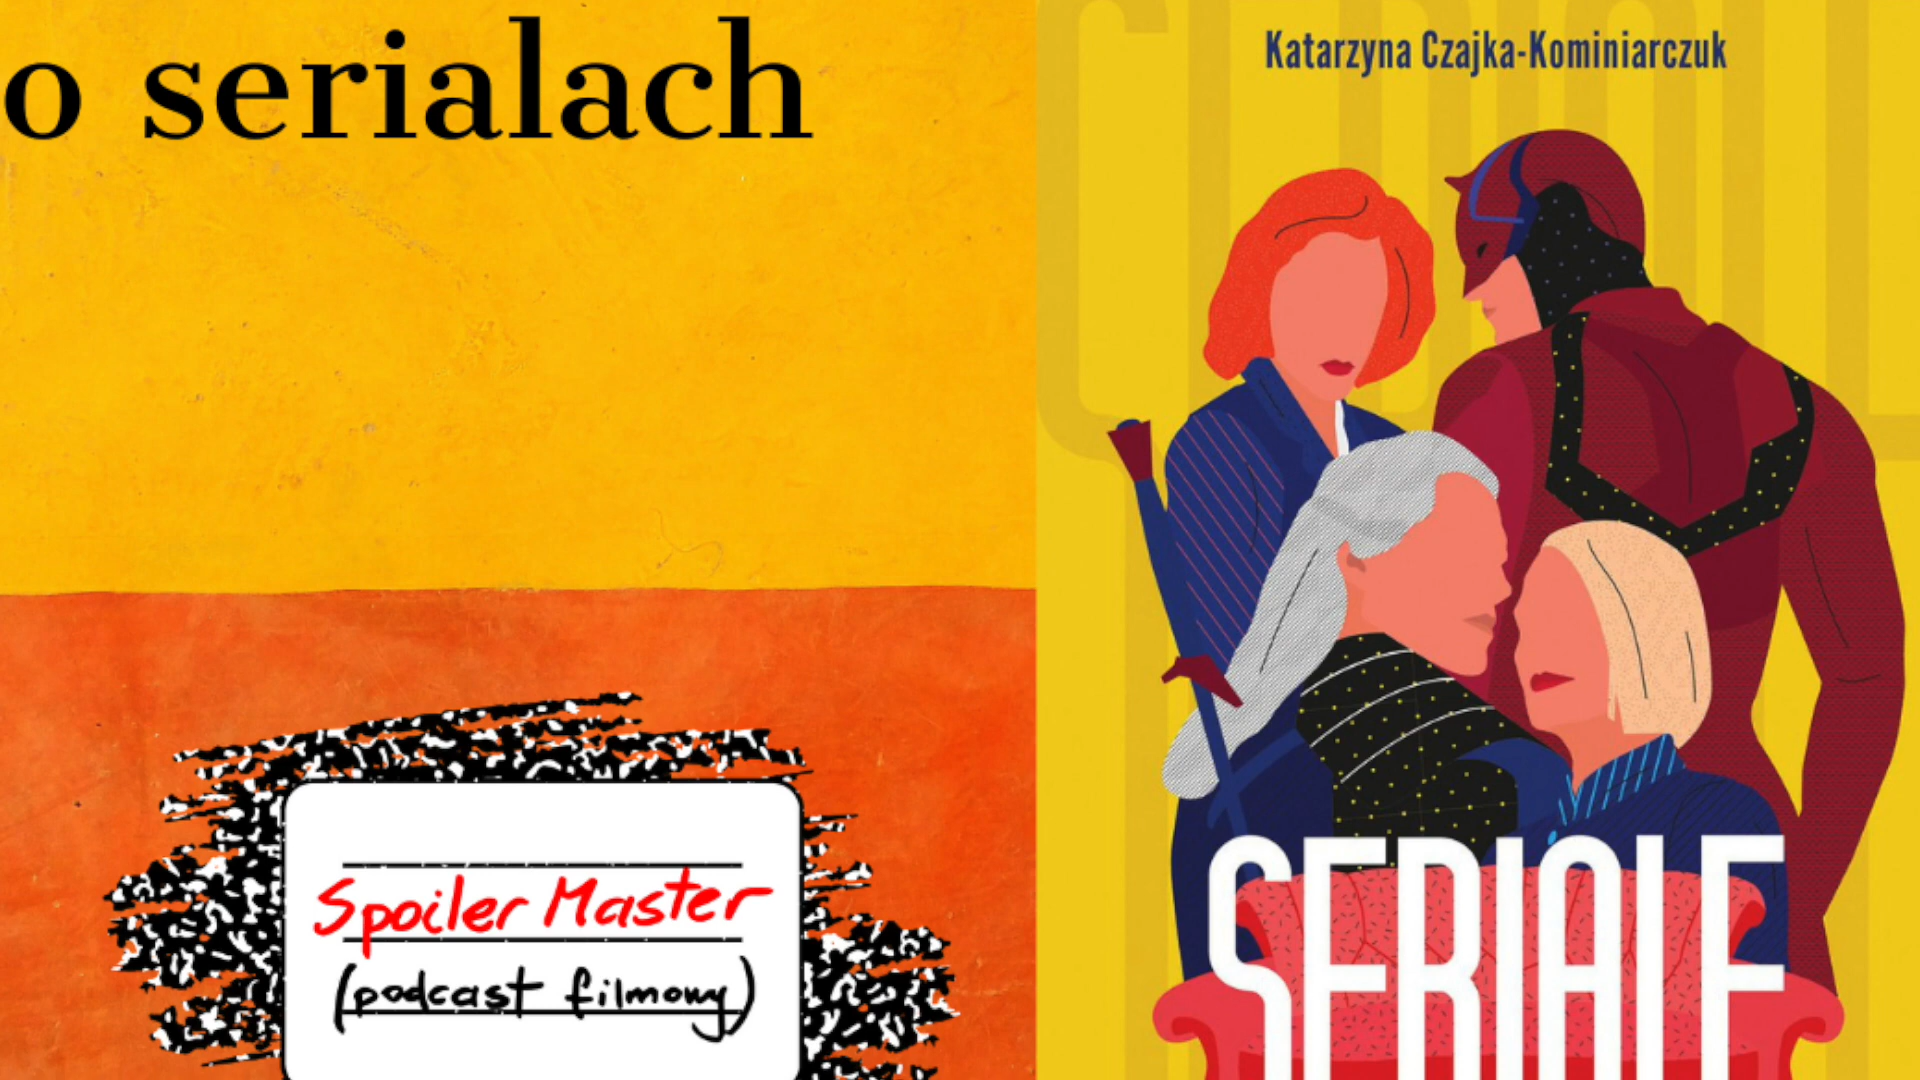 o serialach
Spoiler Master
(podcast filmowy)
Katarzyna Czajka-Kominiarczuk
SERIALE